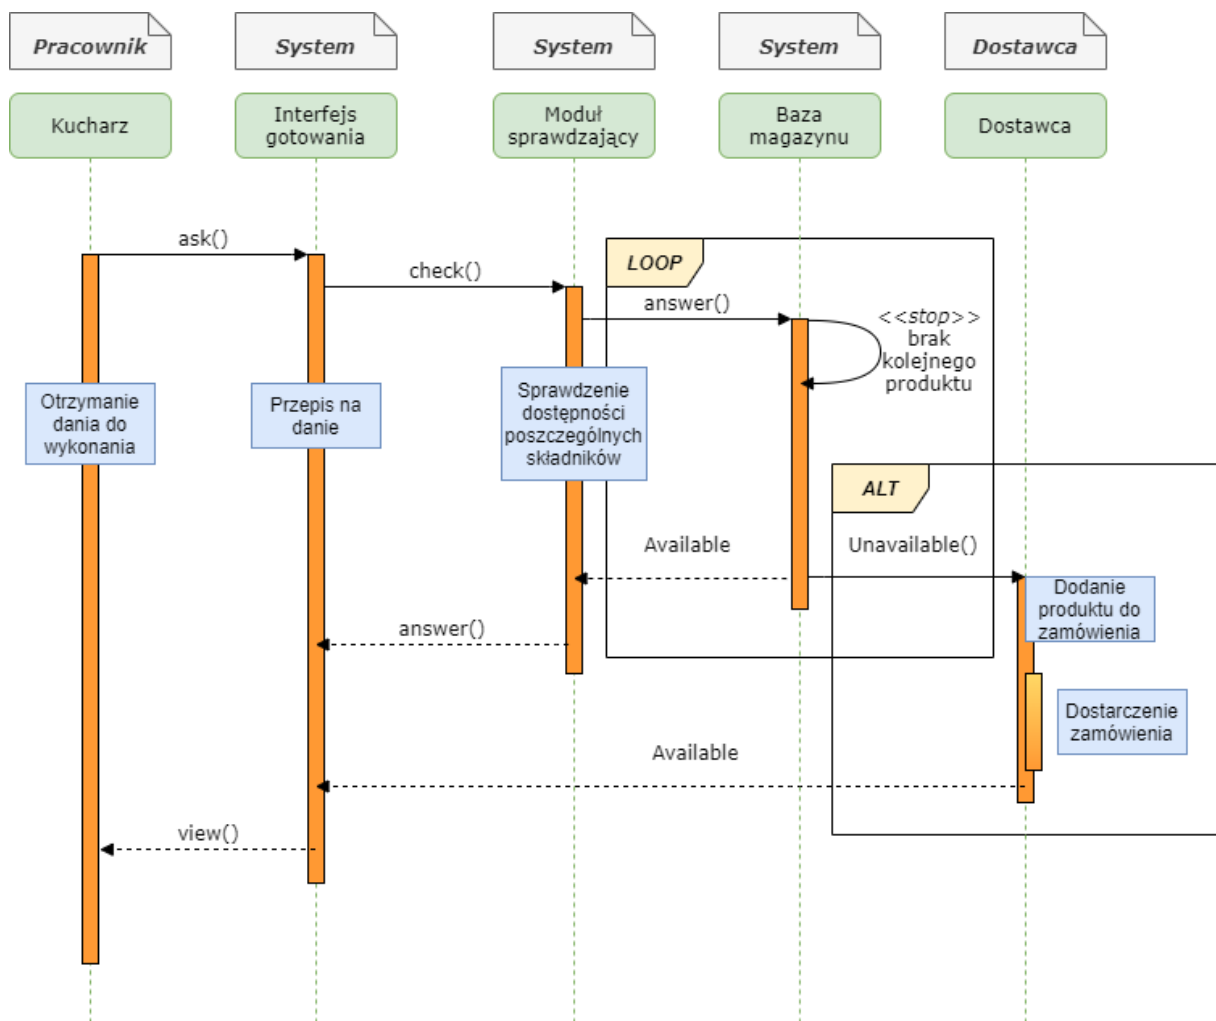 Pracownik
System
System
System
Dostawca
Kucharz
Interfejs
gotowania
Moduł
sprawdzający
Baza
magazynu
Dostawca
ask()
LOOP
check()
answer()
<<stop>>
brak
kolejnego
produktu
Otrzymanie
dania do
wykonania
Przepis na
danie
Sprawdzenie
dostępności
poszczególnych
składników
ALT
Available
Unavailable()
Dodanie
produktu do
zamówienia
answer()
Dostarczenie
zamówienia
Available
view()